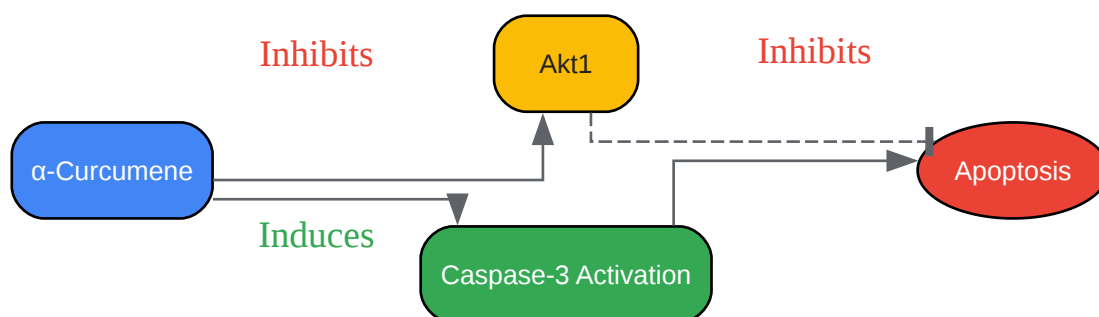 Inhibits
Akt1
Inhibits
α-Curcumene
Apoptosis
Induces
Caspase-3 Activation